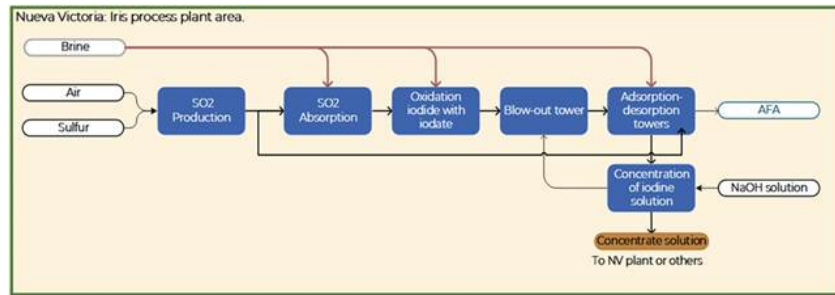 Nueva Victoria: Iris process plant area.
Brine
Air
Sulfur
SO2
Production
SO2
Absorption
Oxidation
iodide with
iodate
Blow-out tower
Adsorption-
desorption
towers
AFA
Concentration
of iodine
solution
NaOH solution
Concentrate solution
To NV plant or others